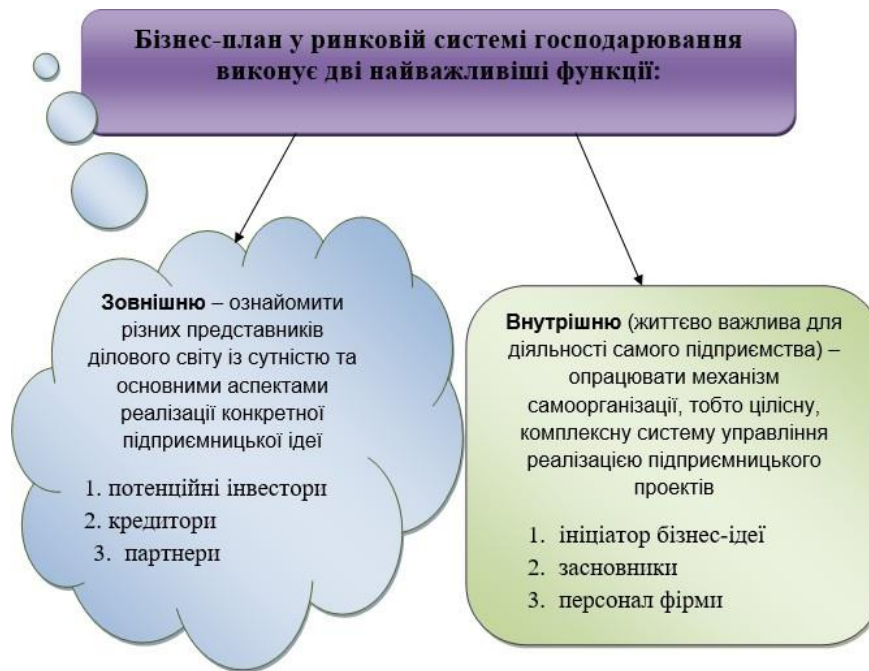 Бізнес-план у ринковій системі господарювання
виконує дві найважливіші функції:
Зовнішню – ознайомити
різних представників
ділового світу із сутністю та
основними аспектами
реалізації конкретної
підприємницької ідеї
1. потенційні інвестори
2. кредитори
3. партнери
Внутрішню (життєво важлива для
діяльності самого підприємства) –
опрацювати механізм
самоорганізації, тобто цілісну,
комплексну систему управління
реалізацією підприємницького
проектів
1. ініціатор бізнес-ідеї
2. засновники
3. персонал фірми